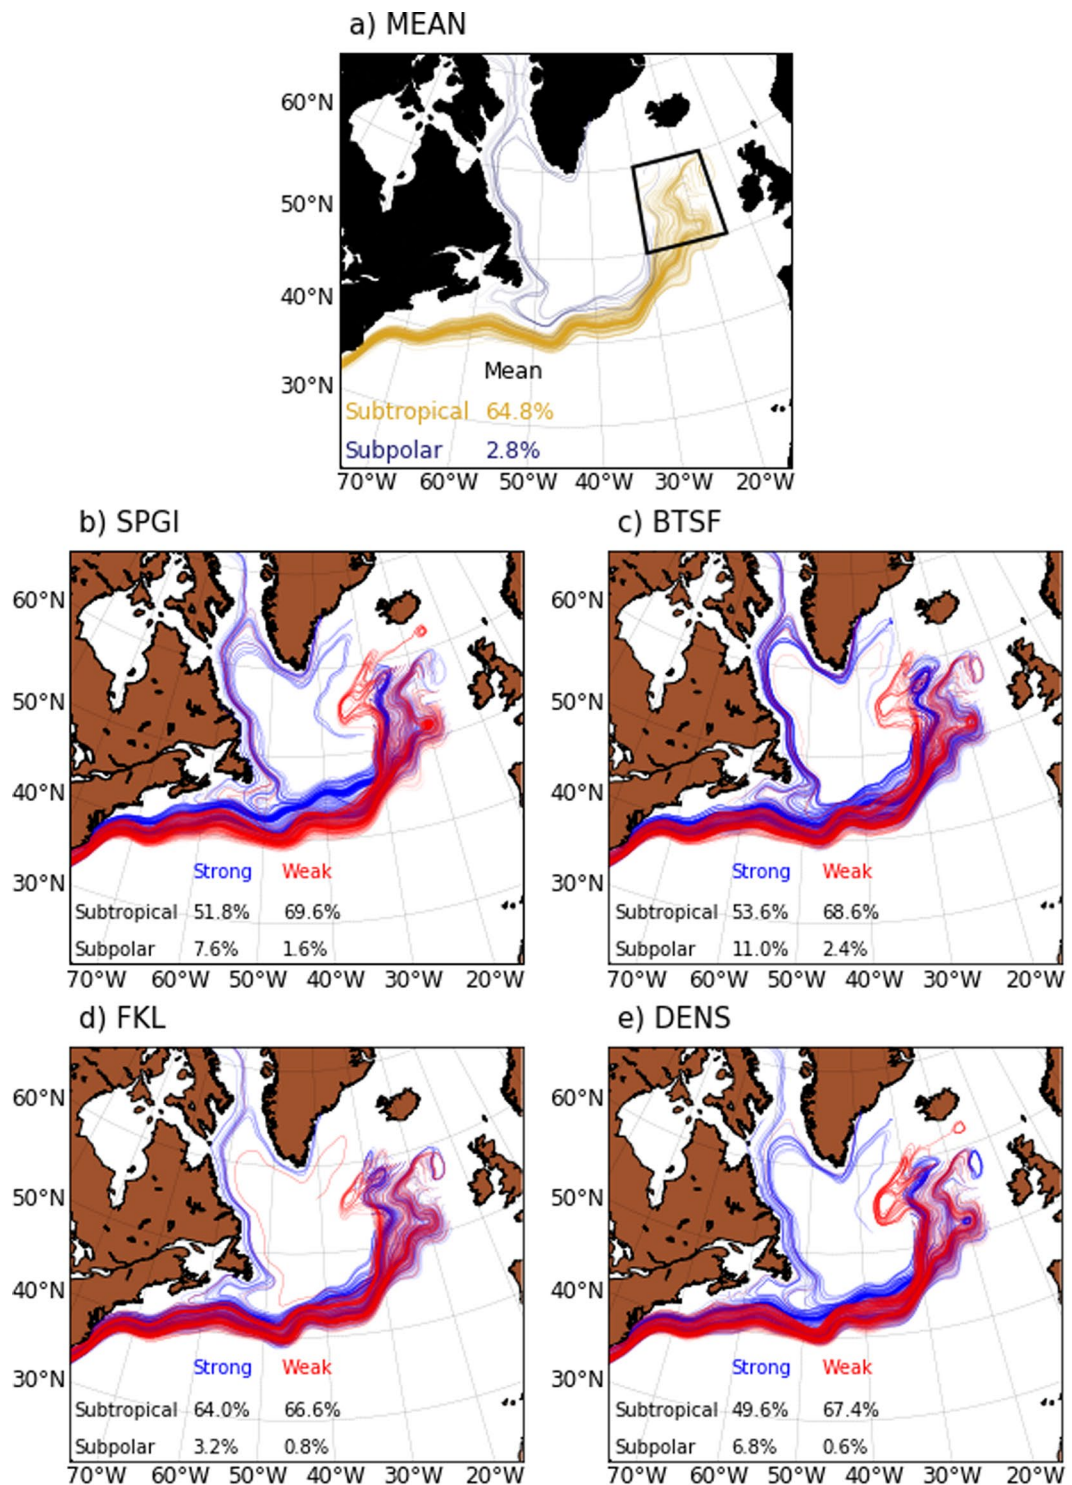 a) MEAN
60°N
50°N
40°N
30°N
Mean
Subtropical 64.8%
Subpolar 2.8%
70°W 60°W 50°W 40°W 30°W 20°W
b) SPGI
60°N
50°N
40°N
30°N
Strong Weak
Subtropical 51.8% 69.6%
Subpolar 7.6% 1.6%
70°W 60°W 50°W 40°W 30°W 20°W
c) BTSF
60°N
50°N
40°N
30°N
Strong Weak
Subtropical 53.6% 68.6%
Subpolar 11.0% 2.4%
70°W 60°W 50°W 40°W 30°W 20°W
d) FKL
60°N
50°N
40°N
30°N
Strong Weak
Subtropical 64.0% 66.6%
Subpolar 3.2% 0.8%
70°W 60°W 50°W 40°W 30°W 20°W
e) DENS
60°N
50°N
40°N
30°N
Strong Weak
Subtropical 49.6% 67.4%
Subpolar 6.8% 0.6%
70°W 60°W 50°W 40°W 30°W 20°W